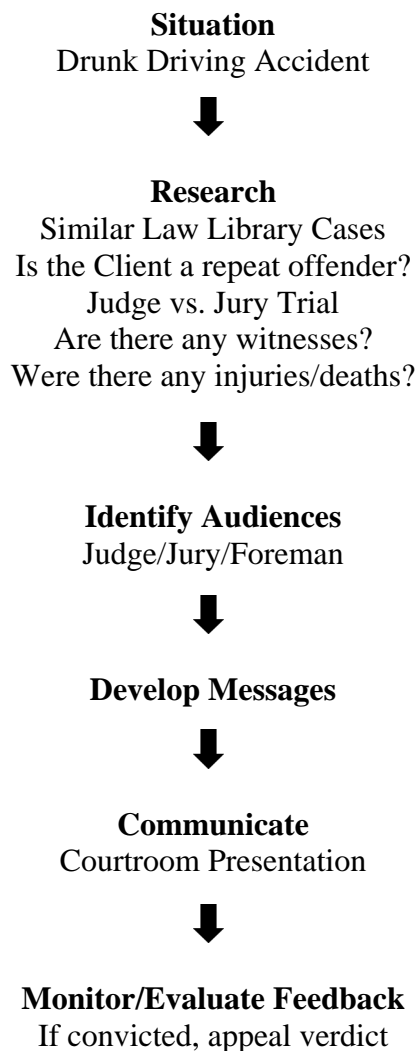 Situation
Drunk Driving Accident
Research
Similar Law Library Cases
Is the Client a repeat offender?
Judge vs. Jury Trial
Are there any witnesses?
Were there any injuries/deaths?
Identify Audiences
Judge/Jury/Foreman
Develop Messages
Communicate
Courtroom Presentation
Monitor/Evaluate Feedback
If convicted, appeal verdict